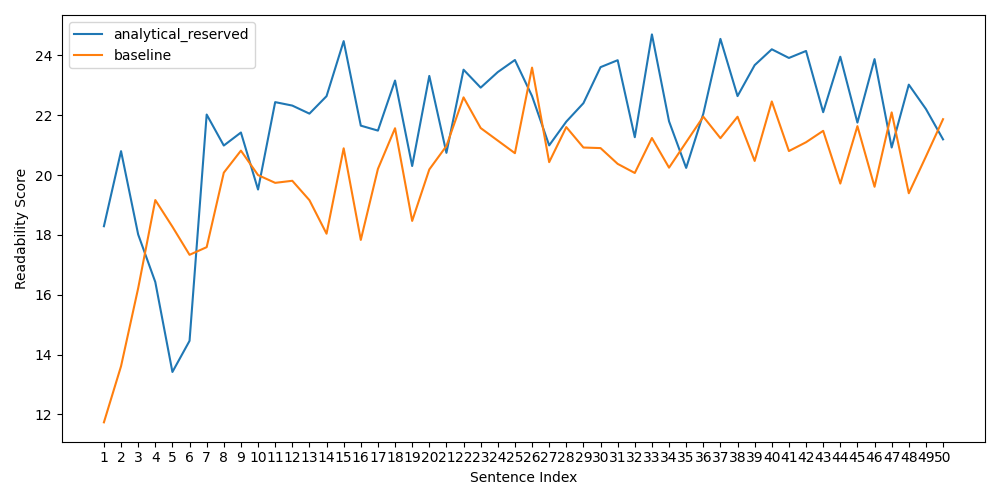 analytical_reserved
baseline
Readability Score
24
22
20
18
16
14
12
1 2 3 4 5 6 7 8 9 10 11 12 13 14 15 16 17 18 19 20 21 22 23 24 25 26 27 28 29 30 31 32 33 34 35 36 37 38 39 40 41 42 43 44 45 46 47 48 49 50
Sentence Index